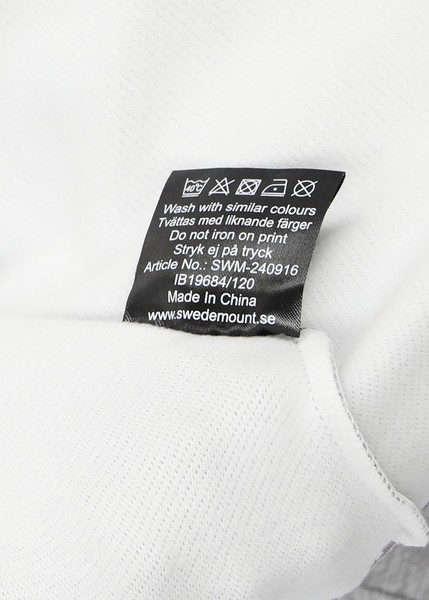 40°C
Wash with similar colours
Tvättas med liknande färger
Do not iron on print
Stryk ej på tryck
Article No.: SWM-240916
IB19684/120
Made In China
www.swedemount.se